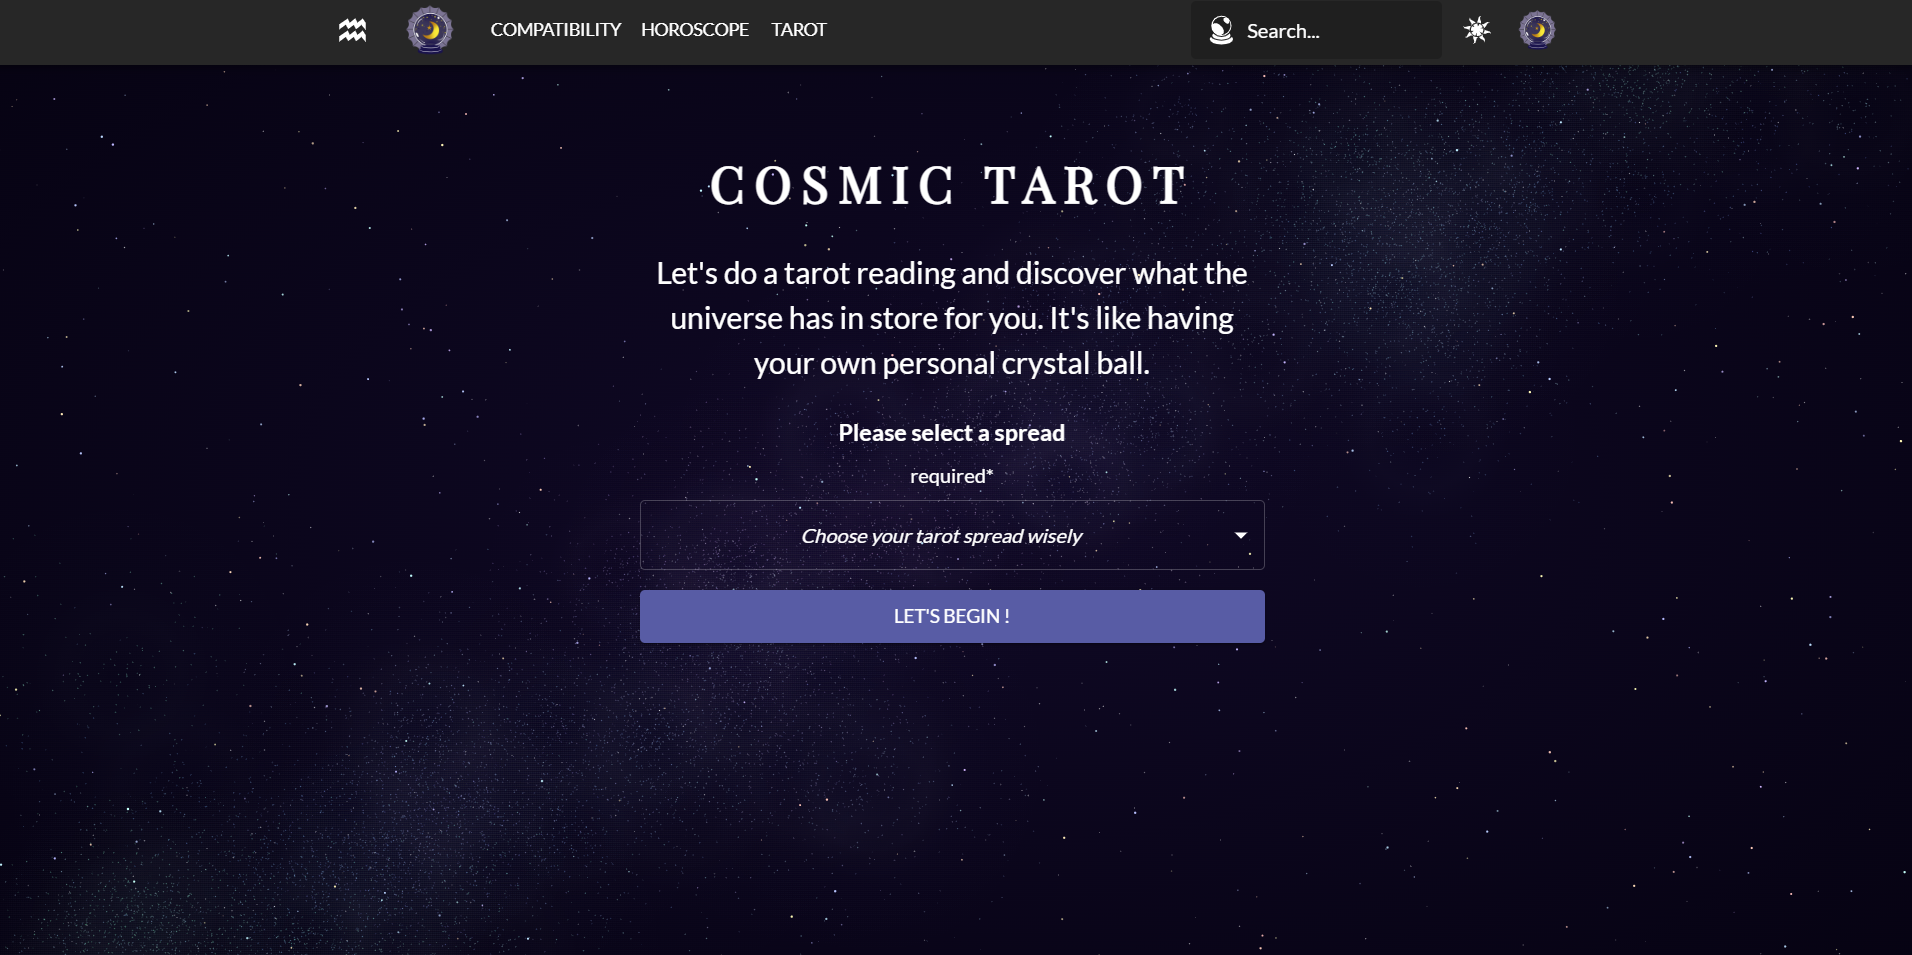 COMPATIBILITY HOROSCOPE TAROT Search...
COSMIC TAROT
Let's do a tarot reading and discover what the
universe has in store for you. It's like having
your own personal crystal ball.
Please select a spread
required*
Choose your tarot spread wisely
LET'S BEGIN !